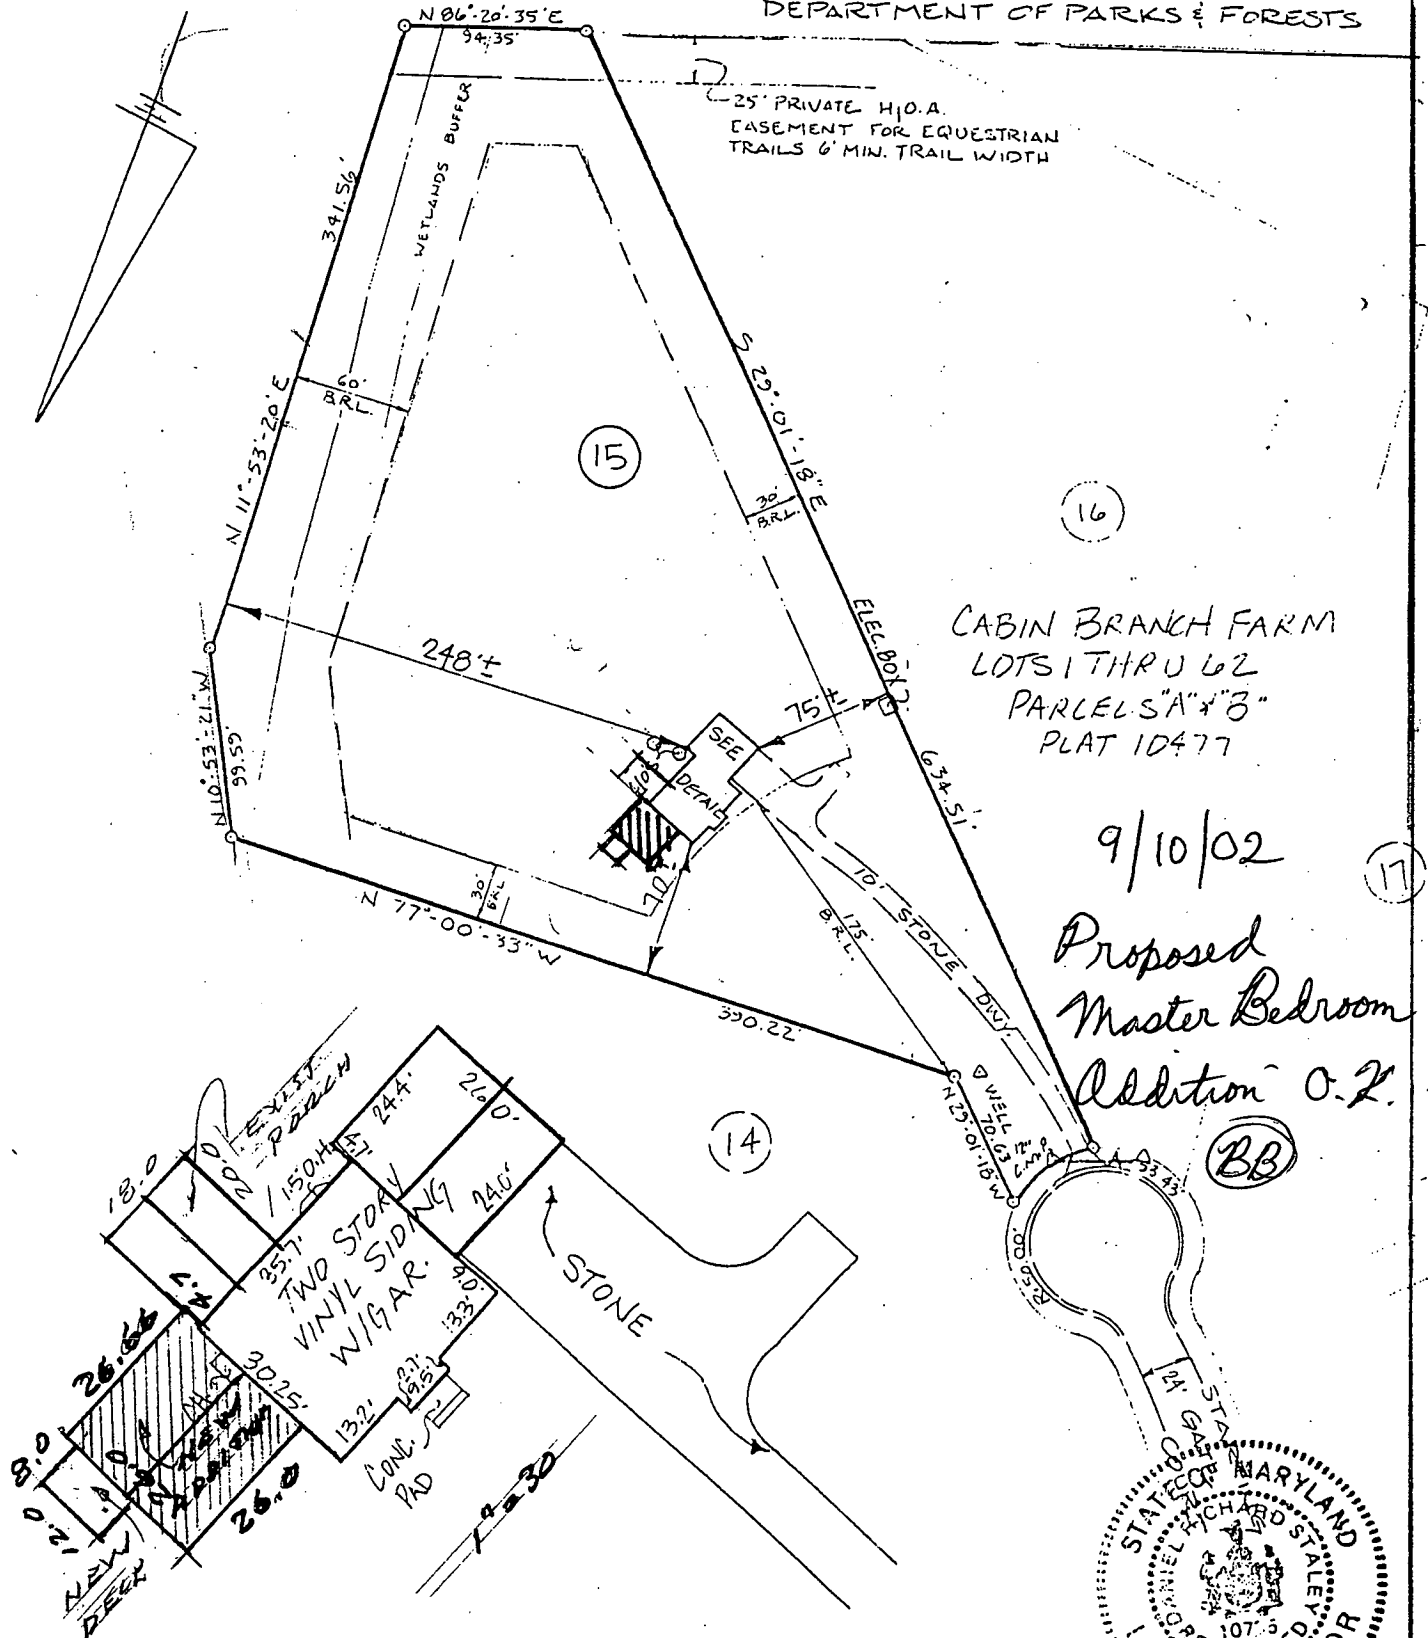 DEPARTMENT OF PARKS & FORESTS
N 86°-20'-35"E
94.35'
25' PRIVATE H.O.A.
EASEMENT FOR EQUESTRIAN
TRAILS 6' MIN. TRAIL WIDTH
WETLANDS BUFFER
341.56'
N 11°-53'-20" E
60'
B.R.L.
15
S 29°-01'-18" E
30'
B.R.L.
16
ELEC. BOX?
CABIN BRANCH FARM
LOTS 1 THRU 62
PARCELS "A" & "B"
PLAT 10477
248'±
75'±
SEE
DETAIL
N 10°-53'-21" W
99.59'
634.51'
9/10/02
17
70'
30'
B.R.L.
N 77°-00'-33" W
390.22'
175'
B.R.L.
10' STONE DWY.
Proposed
Master Bedroom
Addition O.K.
BB
WELL
70.63
N 29°-01'-18" W
53.43'
R=50.00'
14
24'
EXIST
PORCH
24.4'
26.0'
18.0
20.0
4.7'
24.0'
35.7'
TWO STORY
VINYL SIDING
W/GAR.
9.0'
13.3'
STONE
4.7
26.66
30.25'
2.7'
9.5'
13.2'
CONC.
PAD
NEW
8.0
12.0
26.0
NEW
DECK
1" = 30
STATE OF MARYLAND
DANIEL RICHARD STALEY